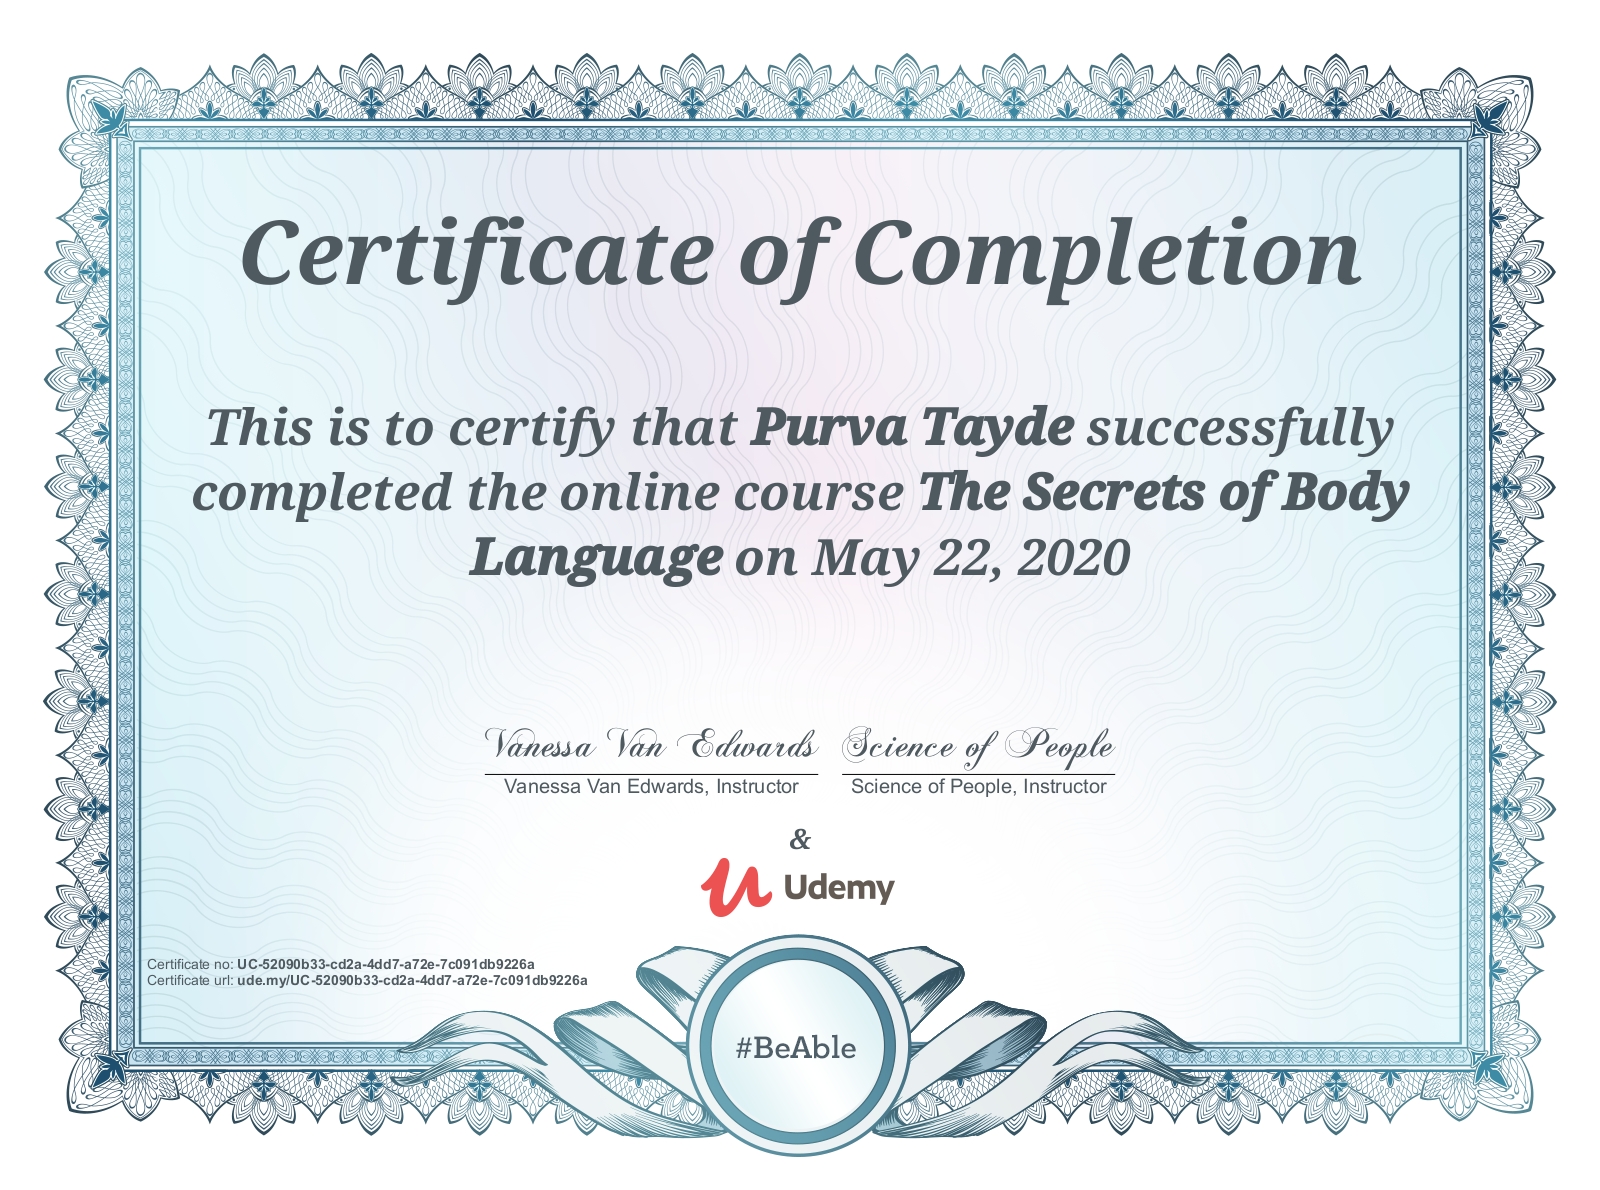 Certificate of Completion
This is to certify that Purva Tayde successfully
completed the online course The Secrets of Body
Language on May 22, 2020
Vanessa Van Edwards Science of People
Vanessa Van Edwards, Instructor Science of People, Instructor
&
Udemy
Certificate no: UC-52090b33-cd2a-4dd7-a72e-7c091db9226a
Certificate url: ude.my/UC-52090b33-cd2a-4dd7-a72e-7c091db9226a
#BeAble